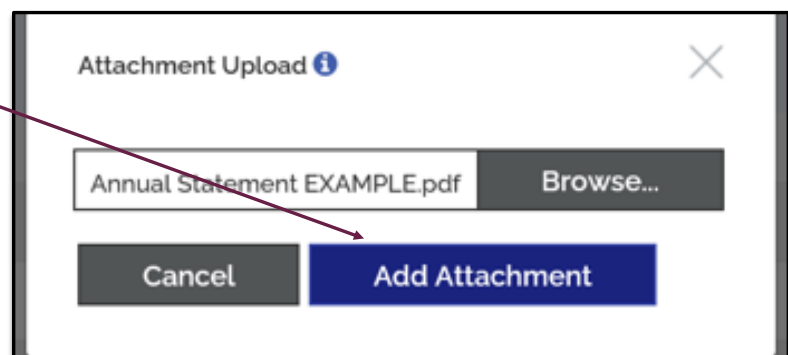 Attachment Upload
Annual Statement EXAMPLE.pdf Browse...
Cancel Add Attachment